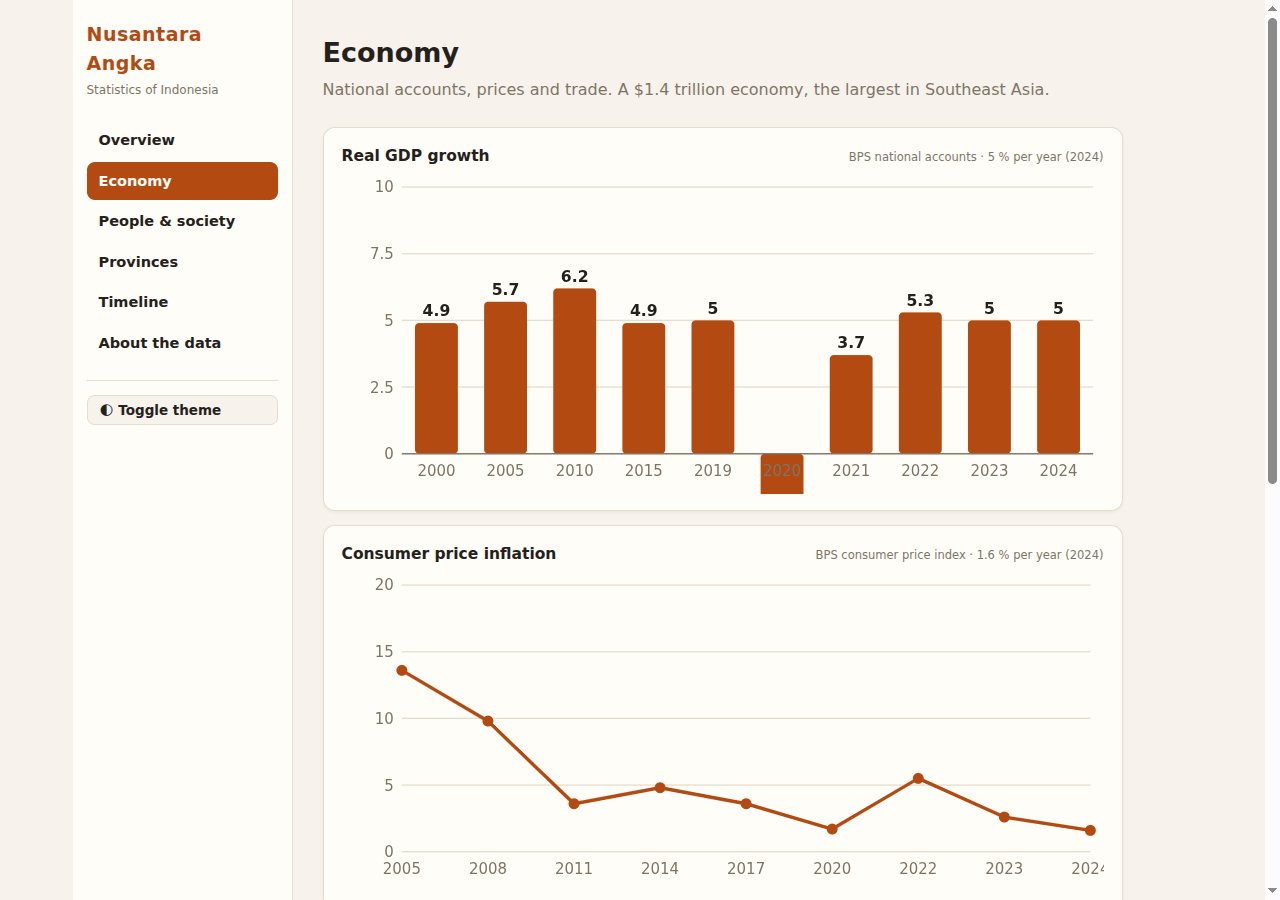 Nusantara
Angka
Statistics of Indonesia
Overview
Economy
People & society
Provinces
Timeline
About the data
◐ Toggle theme
Economy
National accounts, prices and trade. A $1.4 trillion economy, the largest in Southeast Asia.
Real GDP growth
BPS national accounts · 5 % per year (2024)
10
7.5
5
2.5
0
4.9 5.7 6.2 4.9 5 3.7 5.3 5 5
2000 2005 2010 2015 2019 2020 2021 2022 2023 2024
Consumer price inflation
BPS consumer price index · 1.6 % per year (2024)
20
15
10
5
0
2005 2008 2011 2014 2017 2020 2022 2023 2024